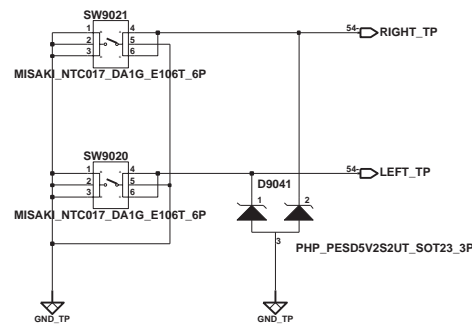 SW9021
1 4
2 5
3 6
54 RIGHT_TP
MISAKI_NTC017_DA1G_E106T_6P
SW9020
1 4
2 5
3 6
54 LEFT_TP
MISAKI_NTC017_DA1G_E106T_6P
D9041
1 2
3
PHP_PESD5V2S2UT_SOT23_3P
GND_TP GND_TP